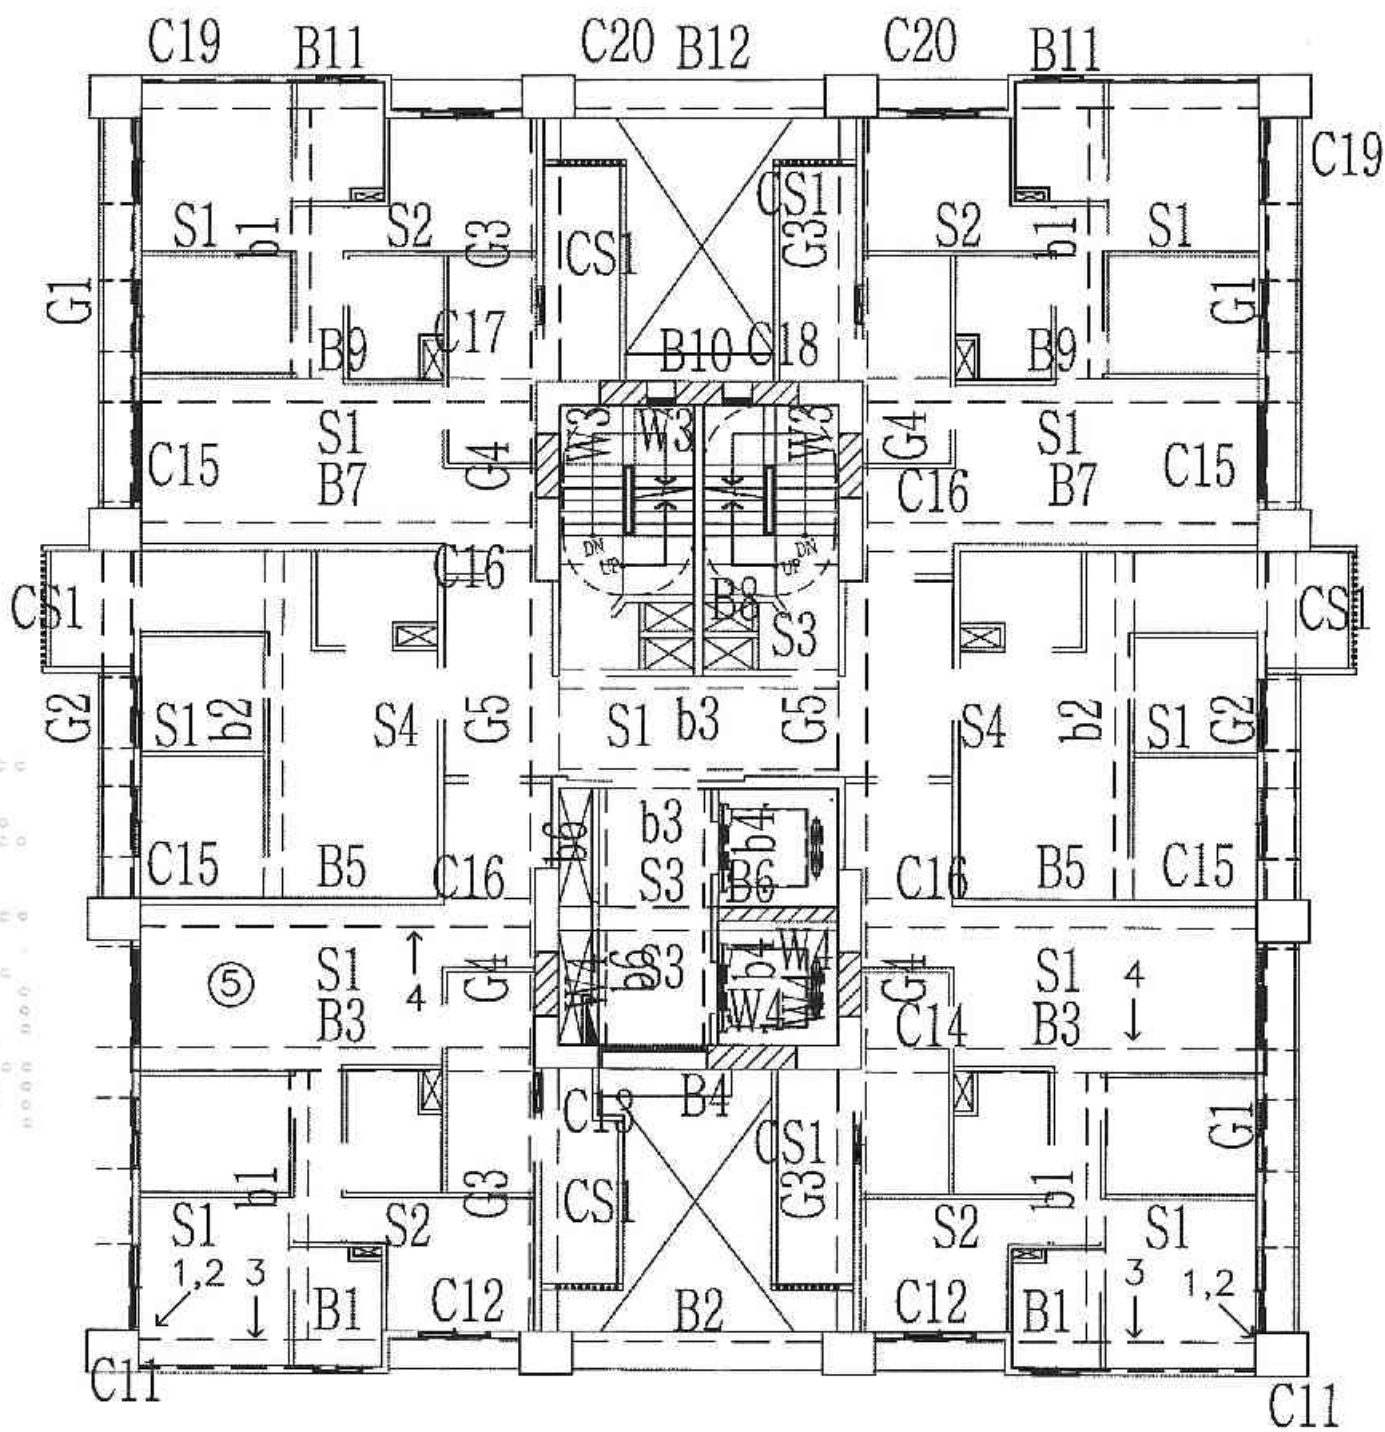 C19 B11 C20 B12 C20 B11
C19
CS1
S1 b1 S2 G3 CS1 G3 S2 b1 S1
G1 G1
C17
B9 B10 C18 B9
W3 W3 W3
S1 G4 G4 S1
C15 B7 C16 B7 C15
DN DN
UP UP
C16
CS1 B8 CS1
S3
G2 S1 b2 S4 G5 S1 b3 G5 S4 b2 S1 G2
b6 b3 b4
C15 B5 C16 S3 B6 C16 B5 C15
S1 G4 W4 b6 S3 b4 W4 G4 S1 4
5 4
B3 W4 W4 C14 B3
C13 B4 G1
CS1
b1 G3 CS1 G3 b1
S1 S2 S2 S1
1,2 3 3 1,2
B1 C12 B2 C12 B1
C11 C11